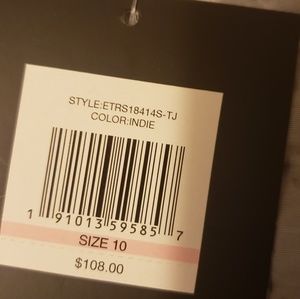 STYLE:ETRS18414S-TJ
COLOR:INDIE
1 91013 59585 7
SIZE 10
$108.00